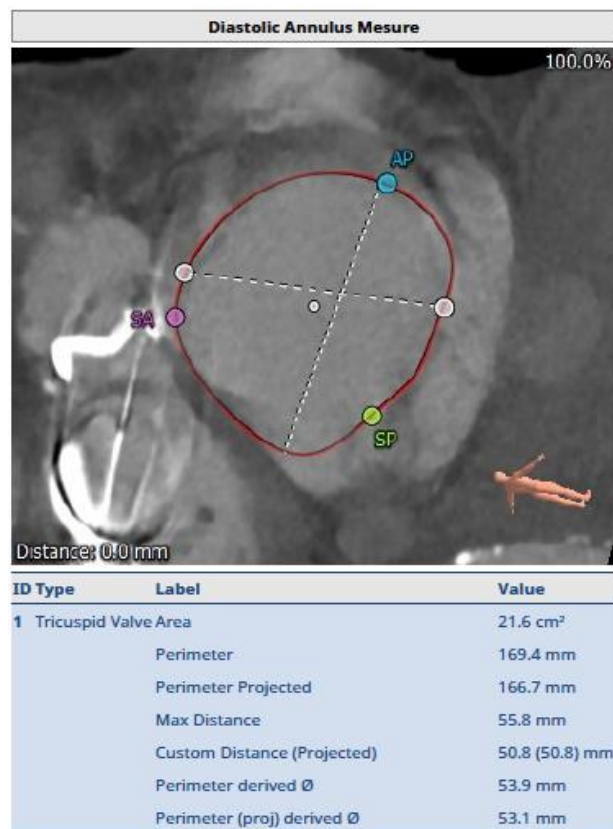 Diastolic Annulus Mesure
100.0%
AP
SA
SP
Distance: 0.0 mm
ID Type Label Value
1 Tricuspid Valve Area 21.6 cm²
Perimeter 169.4 mm
Perimeter Projected 166.7 mm
Max Distance 55.8 mm
Custom Distance (Projected) 50.8 (50.8) mm
Perimeter derived Ø 53.9 mm
Perimeter (proj) derived Ø 53.1 mm